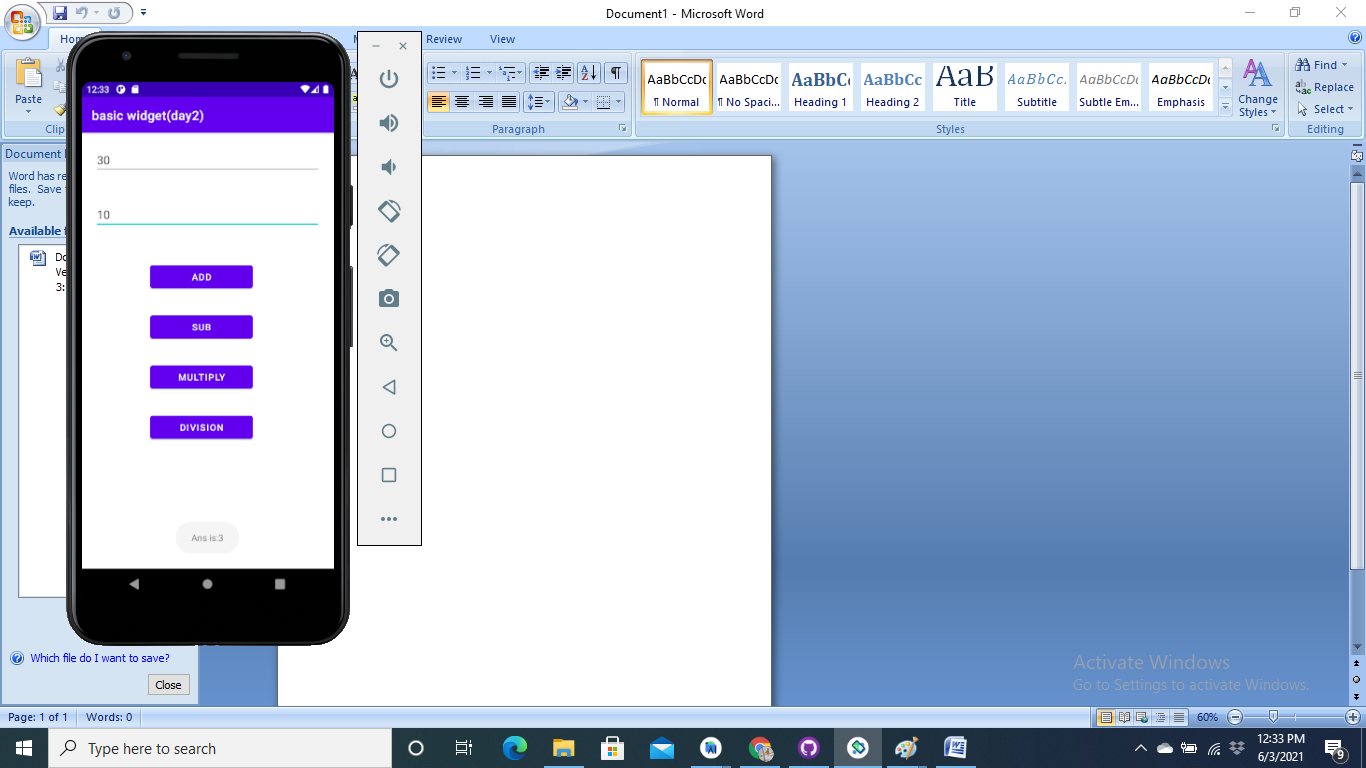 Document1 - Microsoft Word
Review
View
Paste
Paragraph
AaBbCcDc
¶ Normal
AaBbCcDc
¶ No Spaci...
AaBbC
Heading 1
AaBbCc
Heading 2
AaB
Title
AaBbCc.
Subtitle
AaBbCcDc
Subtle Em...
AaBbCcDc
Emphasis
Change
Styles
Styles
Find
Replace
Select
Editing
Document
Word has re
files. Save
keep.
Available
Do
Ve
3:
12:33
basic widget(day2)
30
10
ADD
SUB
MULTIPLY
DIVISION
Ans is:3
Which file do I want to save?
Close
Activate Windows
Go to Settings to activate Windows.
Page: 1 of 1
Words: 0
60%
Type here to search
12:33 PM
6/3/2021
9